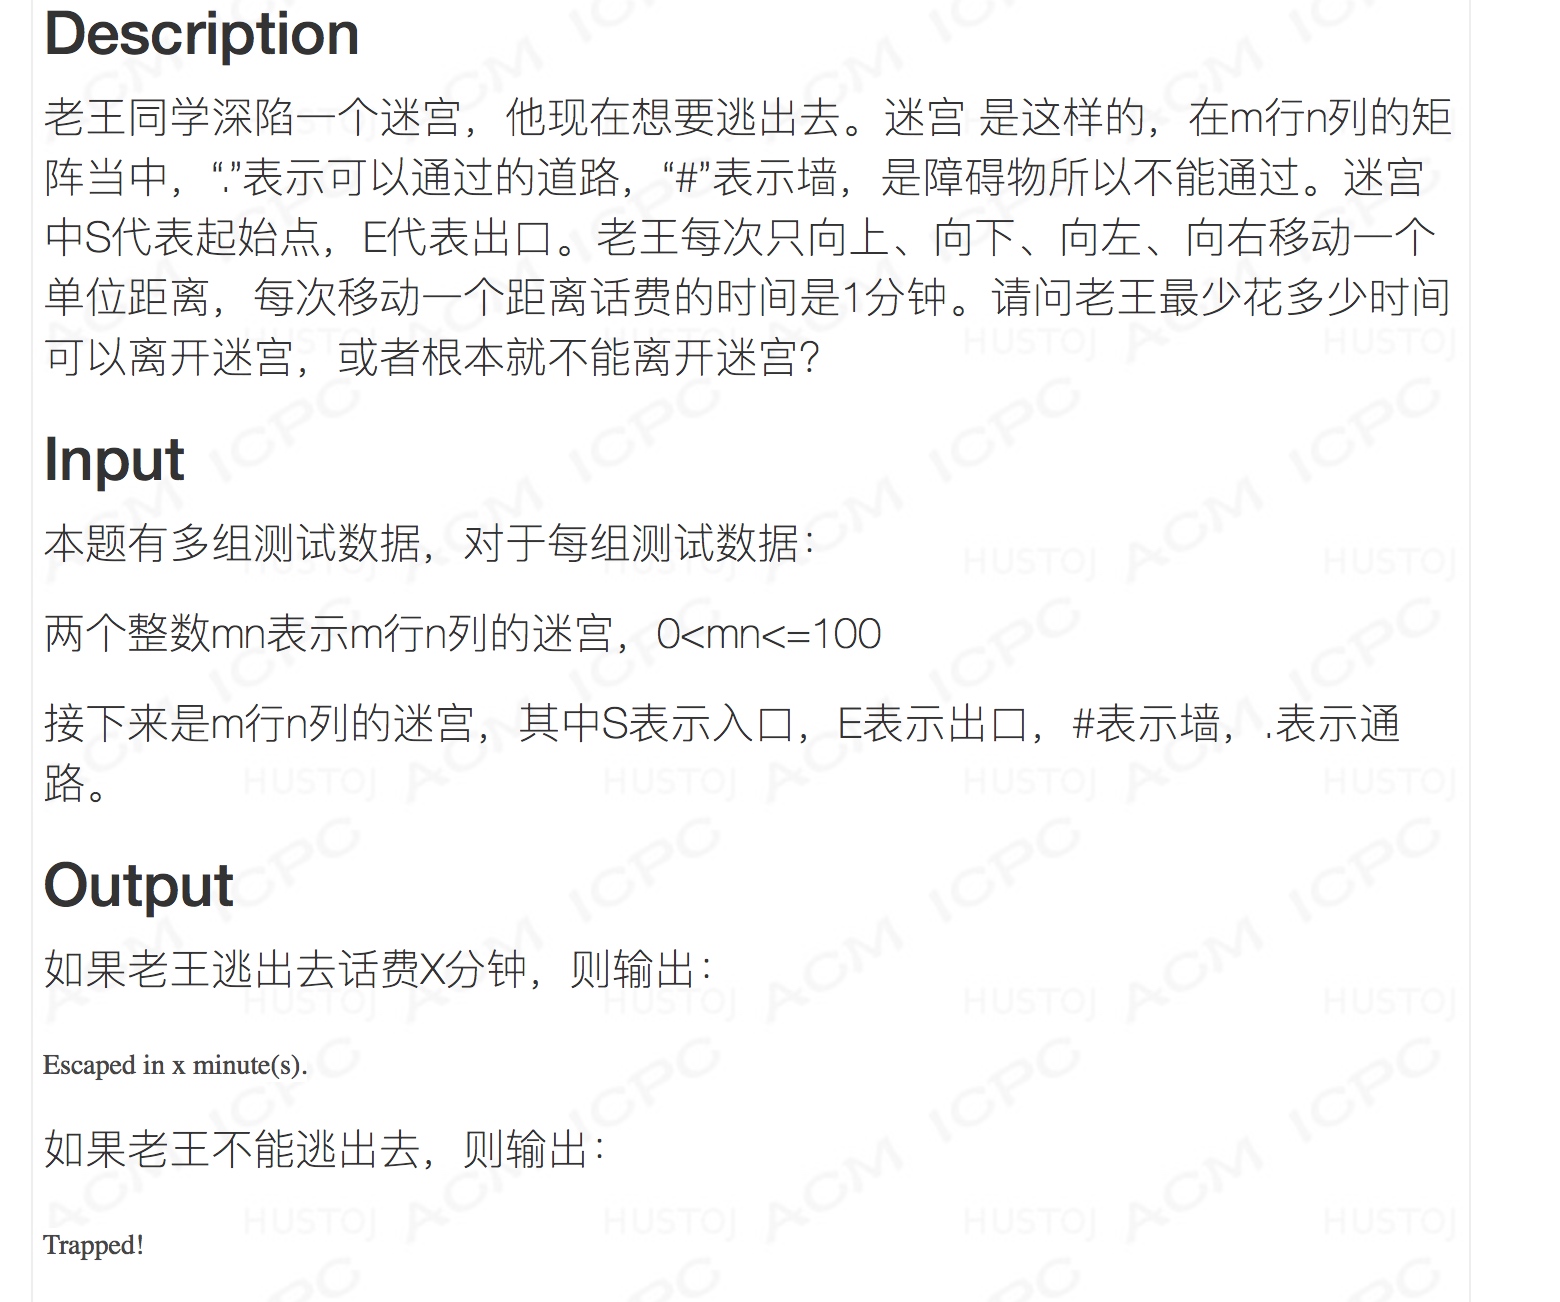 Description
老王同学深陷一个迷宫，他现在想要逃出去。迷宫 是这样的，在m行n列的矩
阵当中，“.”表示可以通过的道路，“#”表示墙，是障碍物所以不能通过。迷宫
中S代表起始点，E代表出口。老王每次只向上、向下、向左、向右移动一个
单位距离，每次移动一个距离话费的时间是1分钟。请问老王最少花多少时间
可以离开迷宫，或者根本就不能离开迷宫？
Input
本题有多组测试数据，对于每组测试数据：
两个整数mn表示m行n列的迷宫，0<mn<=100
接下来是m行n列的迷宫，其中S表示入口，E表示出口，#表示墙，.表示通
路。
Output
如果老王逃出去话费X分钟，则输出：
Escaped in x minute(s).
如果老王不能逃出去，则输出：
Trapped!